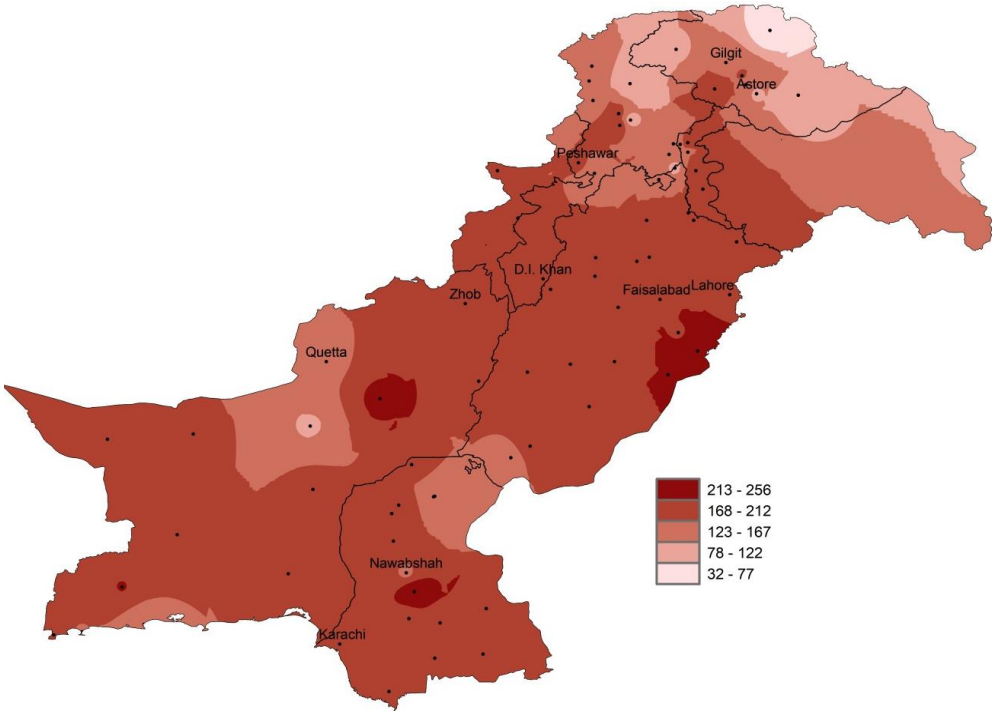 Gilgit
Astore
Peshawar
D.I. Khan
Zhob
Faisalabad
Lahore
Quetta
213 - 256
168 - 212
123 - 167
78 - 122
32 - 77
Nawabshah
Karachi